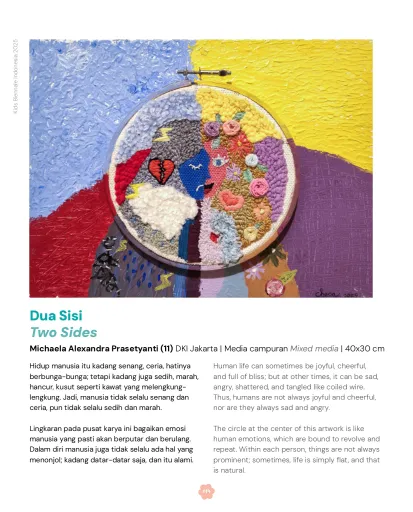 Kids Biennale Indonesia 2025
Dua Sisi
Two Sides
Michaela Alexandra Prasetyanti (11) DKI Jakarta | Media campuran Mixed media | 40x30 cm
Hidup manusia itu kadang senang, ceria, hatinya
berbunga-bunga; tetapi kadang juga sedih, marah,
hancur, kusut seperti kawat yang melengkung-
lengkung. Jadi, manusia tidak selalu senang dan
ceria, pun tidak selalu sedih dan marah.
Lingkaran pada pusat karya ini bagaikan emosi
manusia yang pasti akan berputar dan berulang.
Dalam diri manusia juga tidak selalu ada hal yang
menonjol; kadang datar-datar saja, dan itu alami.
Human life can sometimes be joyful, cheerful,
and full of bliss; but at other times, it can be sad,
angry, shattered, and tangled like coiled wire.
Thus, humans are not always joyful and cheerful,
nor are they always sad and angry.
The circle at the center of this artwork is like
human emotions, which are bound to revolve and
repeat. Within each person, things are not always
prominent; sometimes, life is simply flat, and that
is natural.